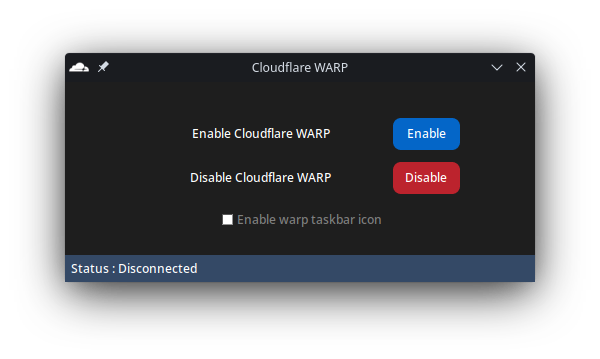 Cloudflare WARP
Enable Cloudflare WARP Enable
Disable Cloudflare WARP Disable
Enable warp taskbar icon
Status : Disconnected